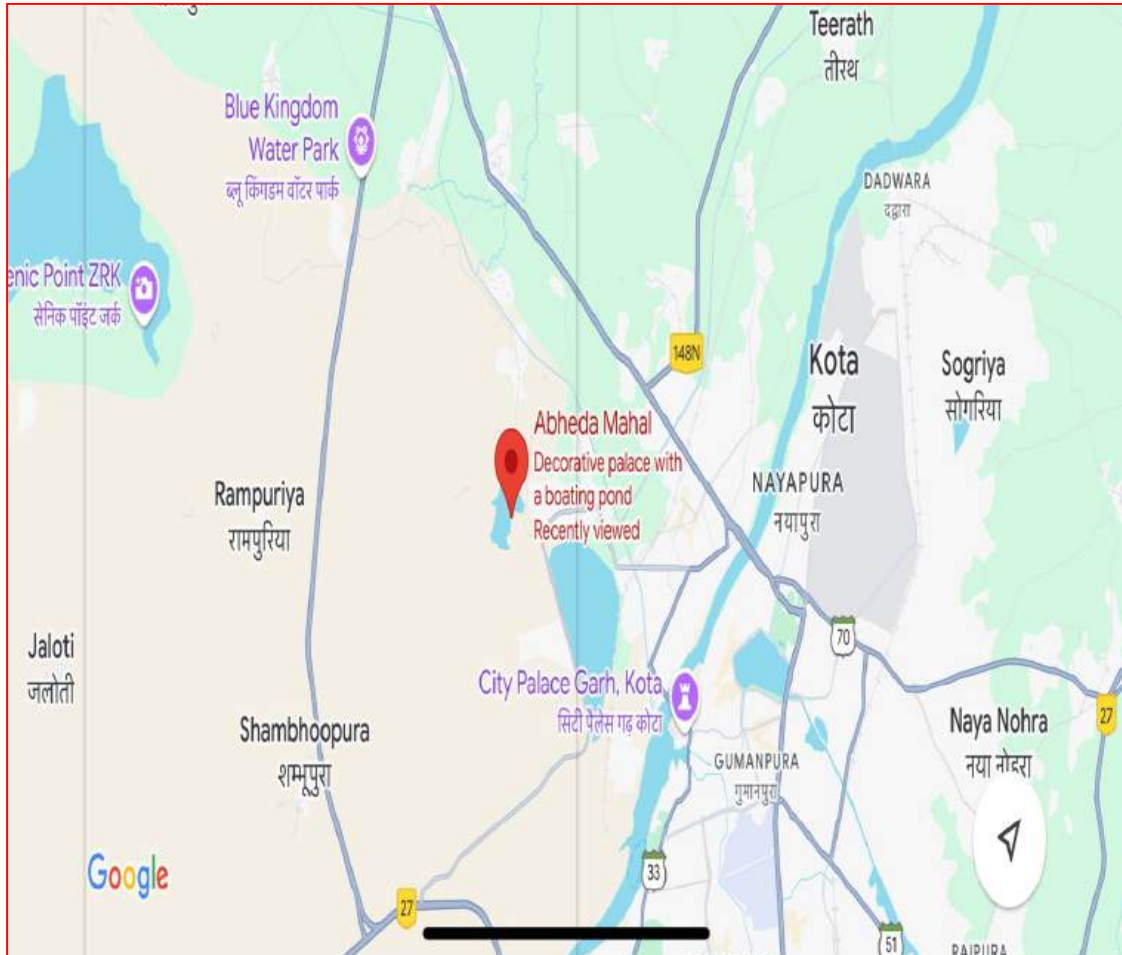 Teerath
तीरथ
Blue Kingdom
Water Park
ब्लू किंगडम वॉटर पार्क
DADWARA
दद्वारा
enic Point ZRK
सेनिक पॉइंट जर्क
148N
Kota
कोटा
Sogriya
सोगरिया
Abheda Mahal
Decorative palace with
a boating pond
Recently viewed
NAYAPURA
नयापुरा
Rampuriya
रामपुरिया
70
Jaloti
जलोती
City Palace Garh, Kota
सिटी पैलेस गढ़ कोटा
27
Naya Nohra
नया नोहरा
Shambhoopura
शम्भूपुरा
GUMANPURA
गुमानपुरा
Google
33
27
51
RAIPURA